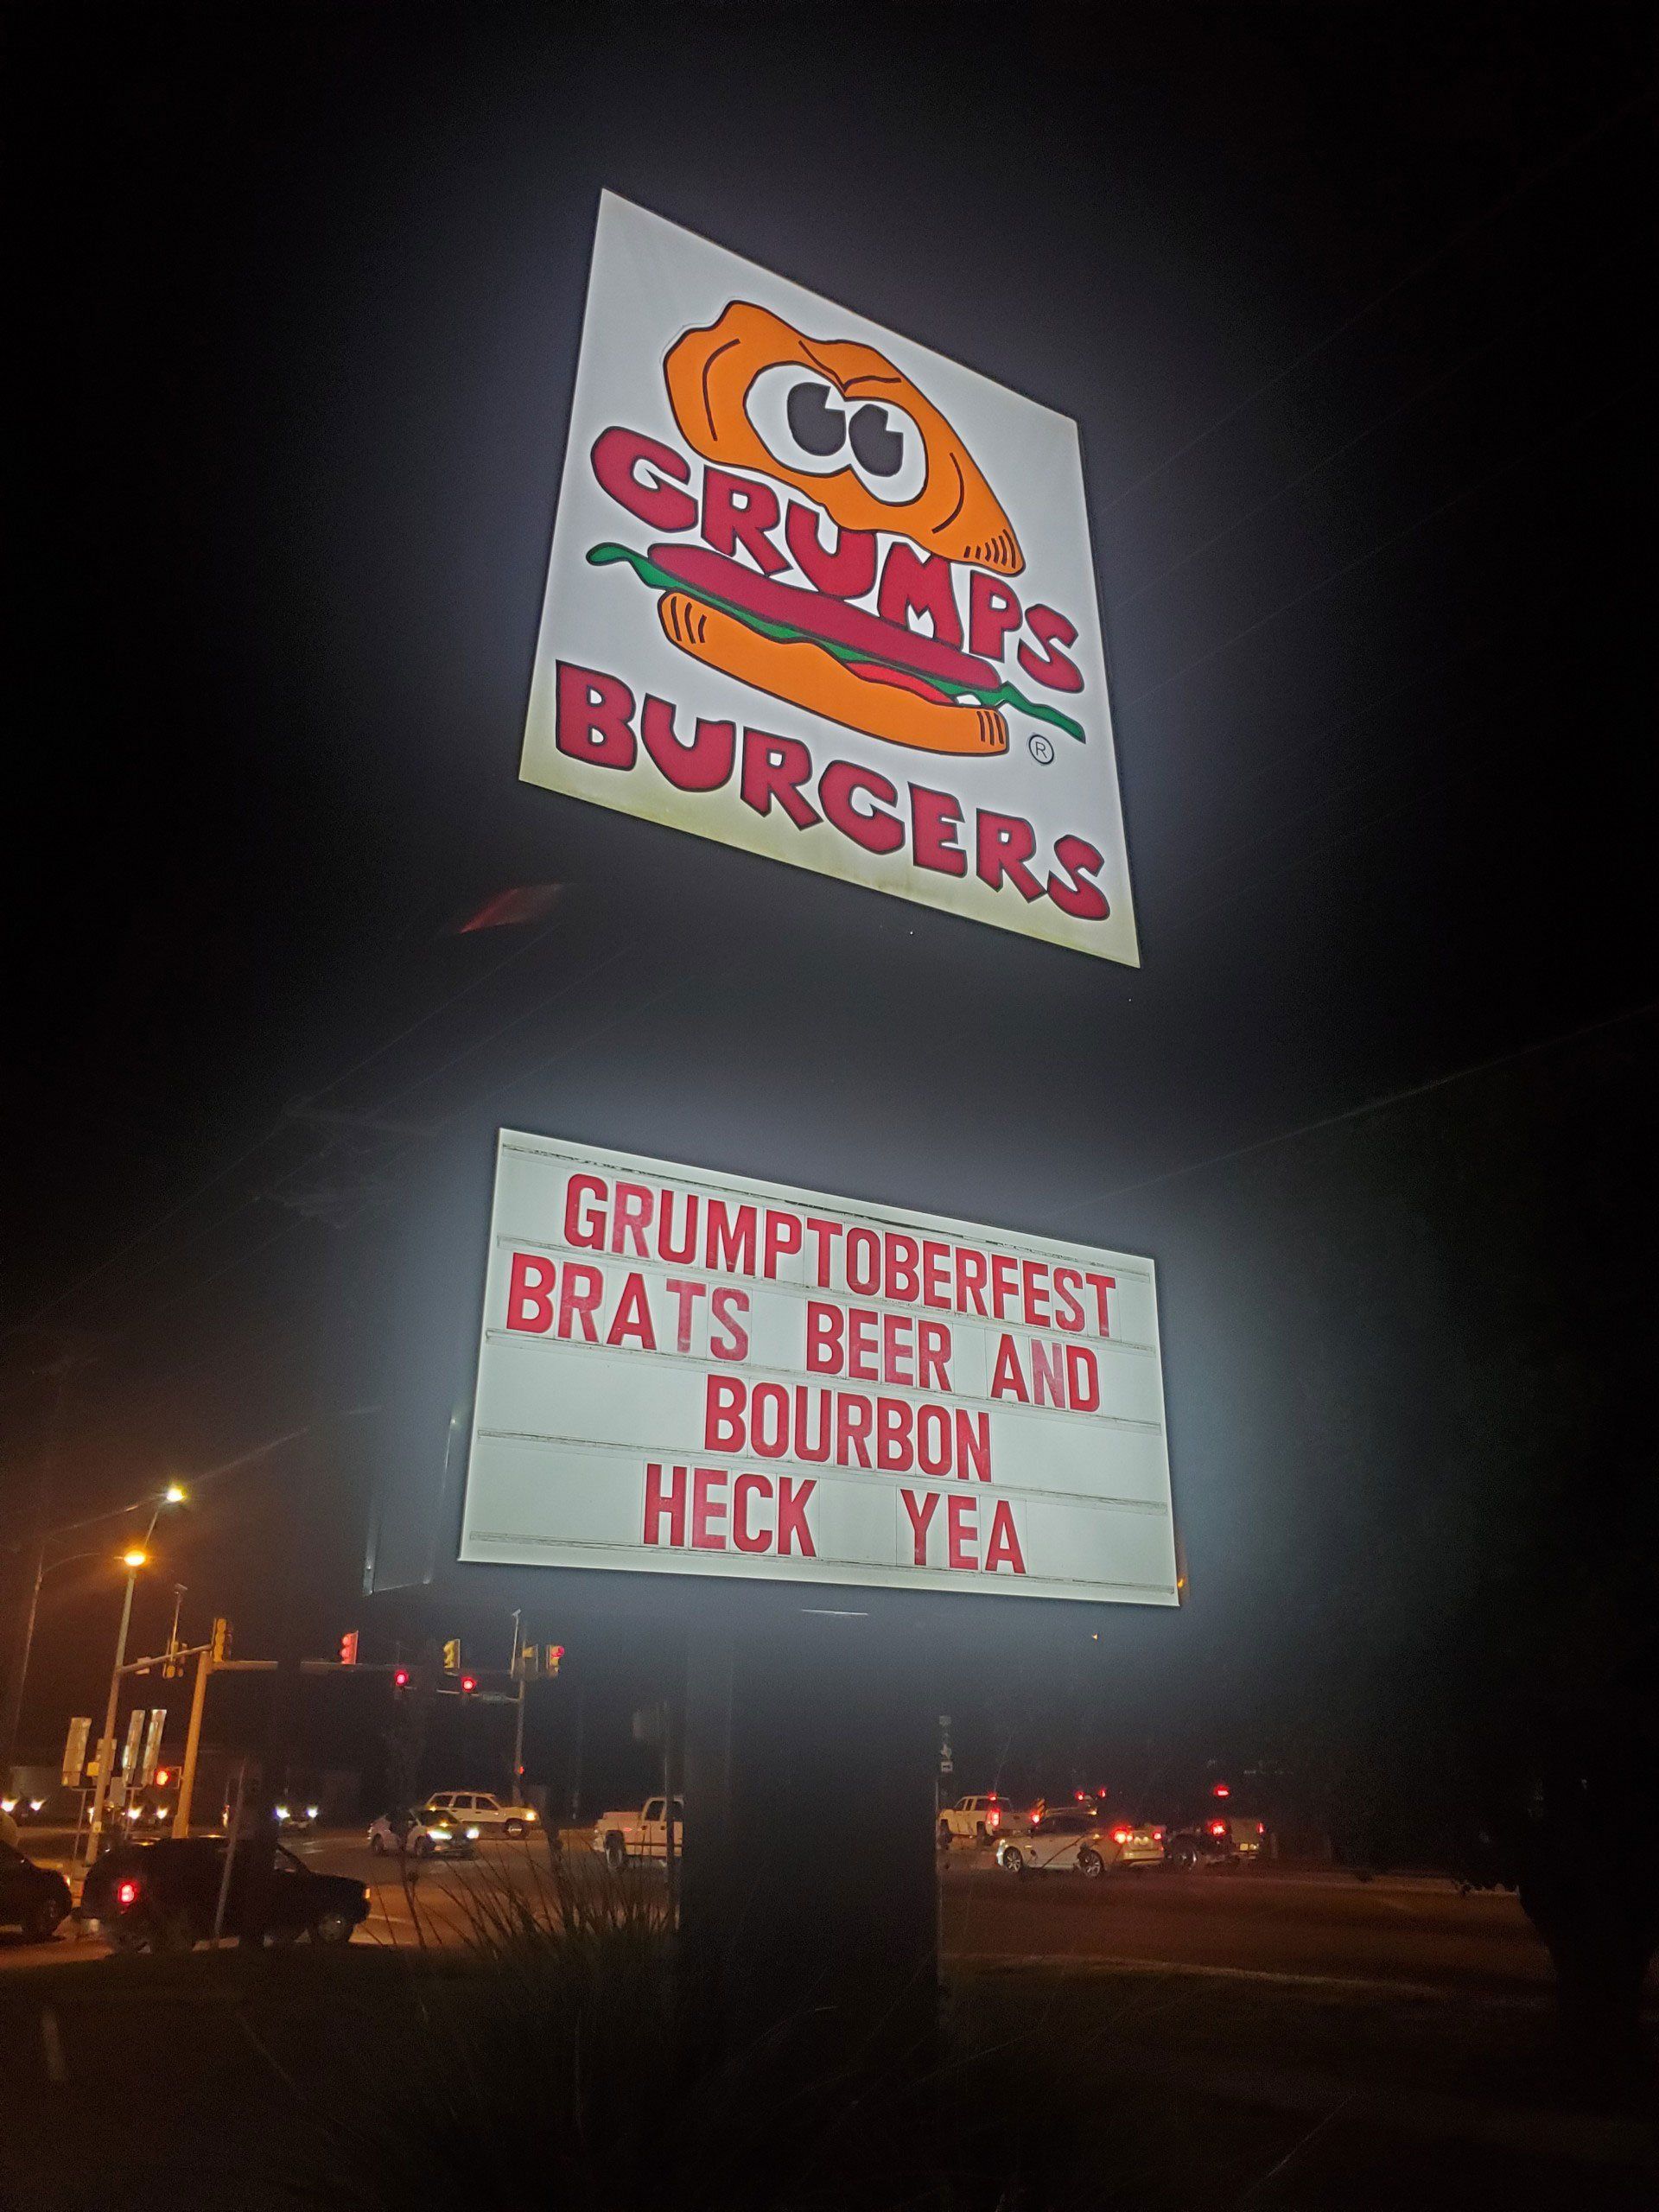 GRUMPS
BURGERS
®
GRUMPTOBERFEST
BRATS BEER AND
BOURBON
HECK YEA